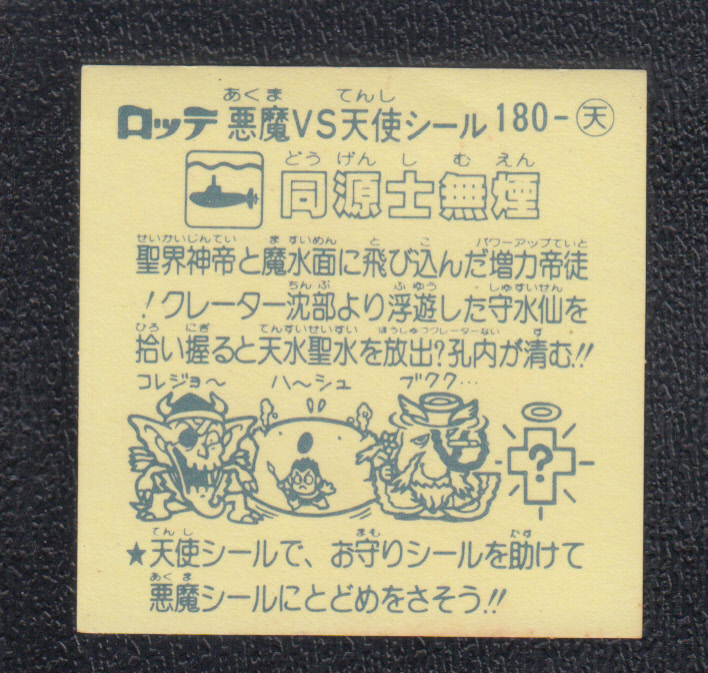 あくま てんし
ロッテ 悪魔VS天使シール 180-天
どうげんしむえん
同源士無煙
せいかいじんてい ますいめん と こ パワーアップていと
聖界神帝と魔水面に飛び込んだ増力帝徒
ちんぶ ふゆう しゅすいせん
!クレーター沈部より浮遊した守水仙を
ひろ にぎ てんすいせいすい ほうしゅつクレーターない す
拾い握ると天水聖水を放出?孔内が清む!!
コレジョ〜 ハ〜シュ ブクク…
?
てんし まも たす
★天使シールで、お守りシールを助けて
あくま
悪魔シールにとどめをさそう!!